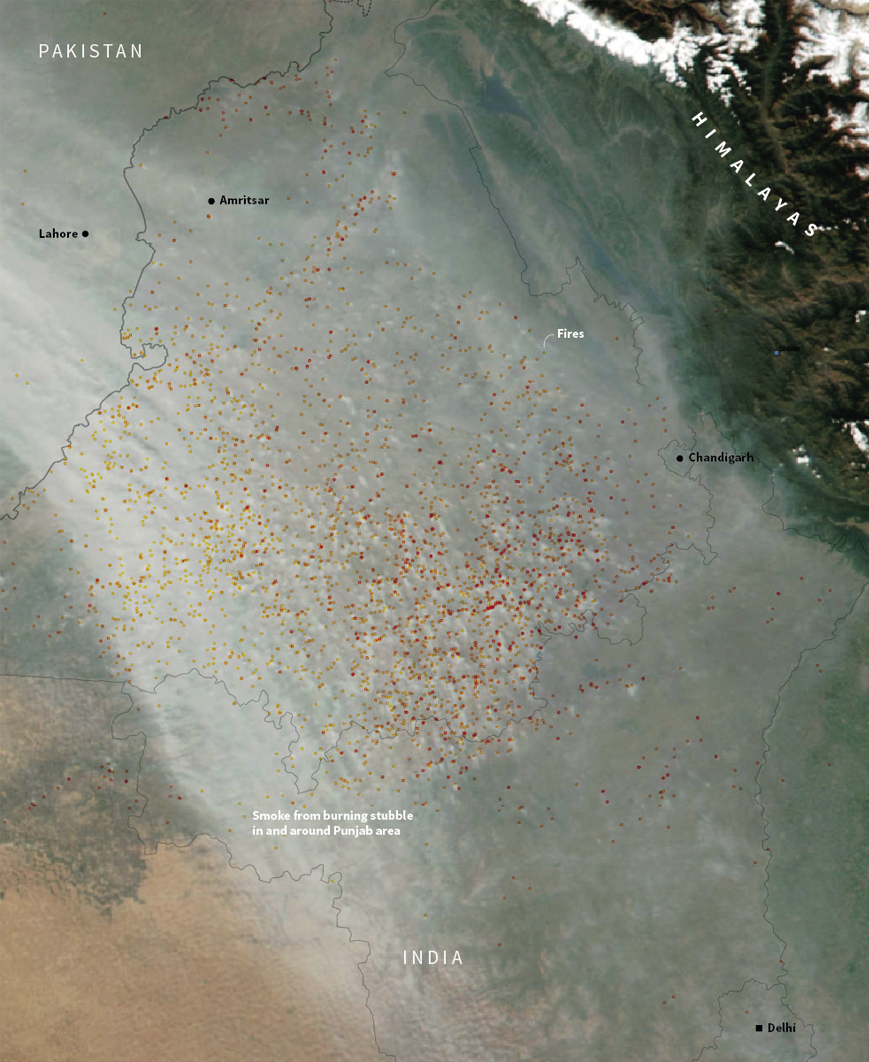 PAKISTAN
HIMALAYAS
Amritsar
Lahore
Fires
Chandigarh
Smoke from burning stubble
in and around Punjab area
INDIA
Delhi